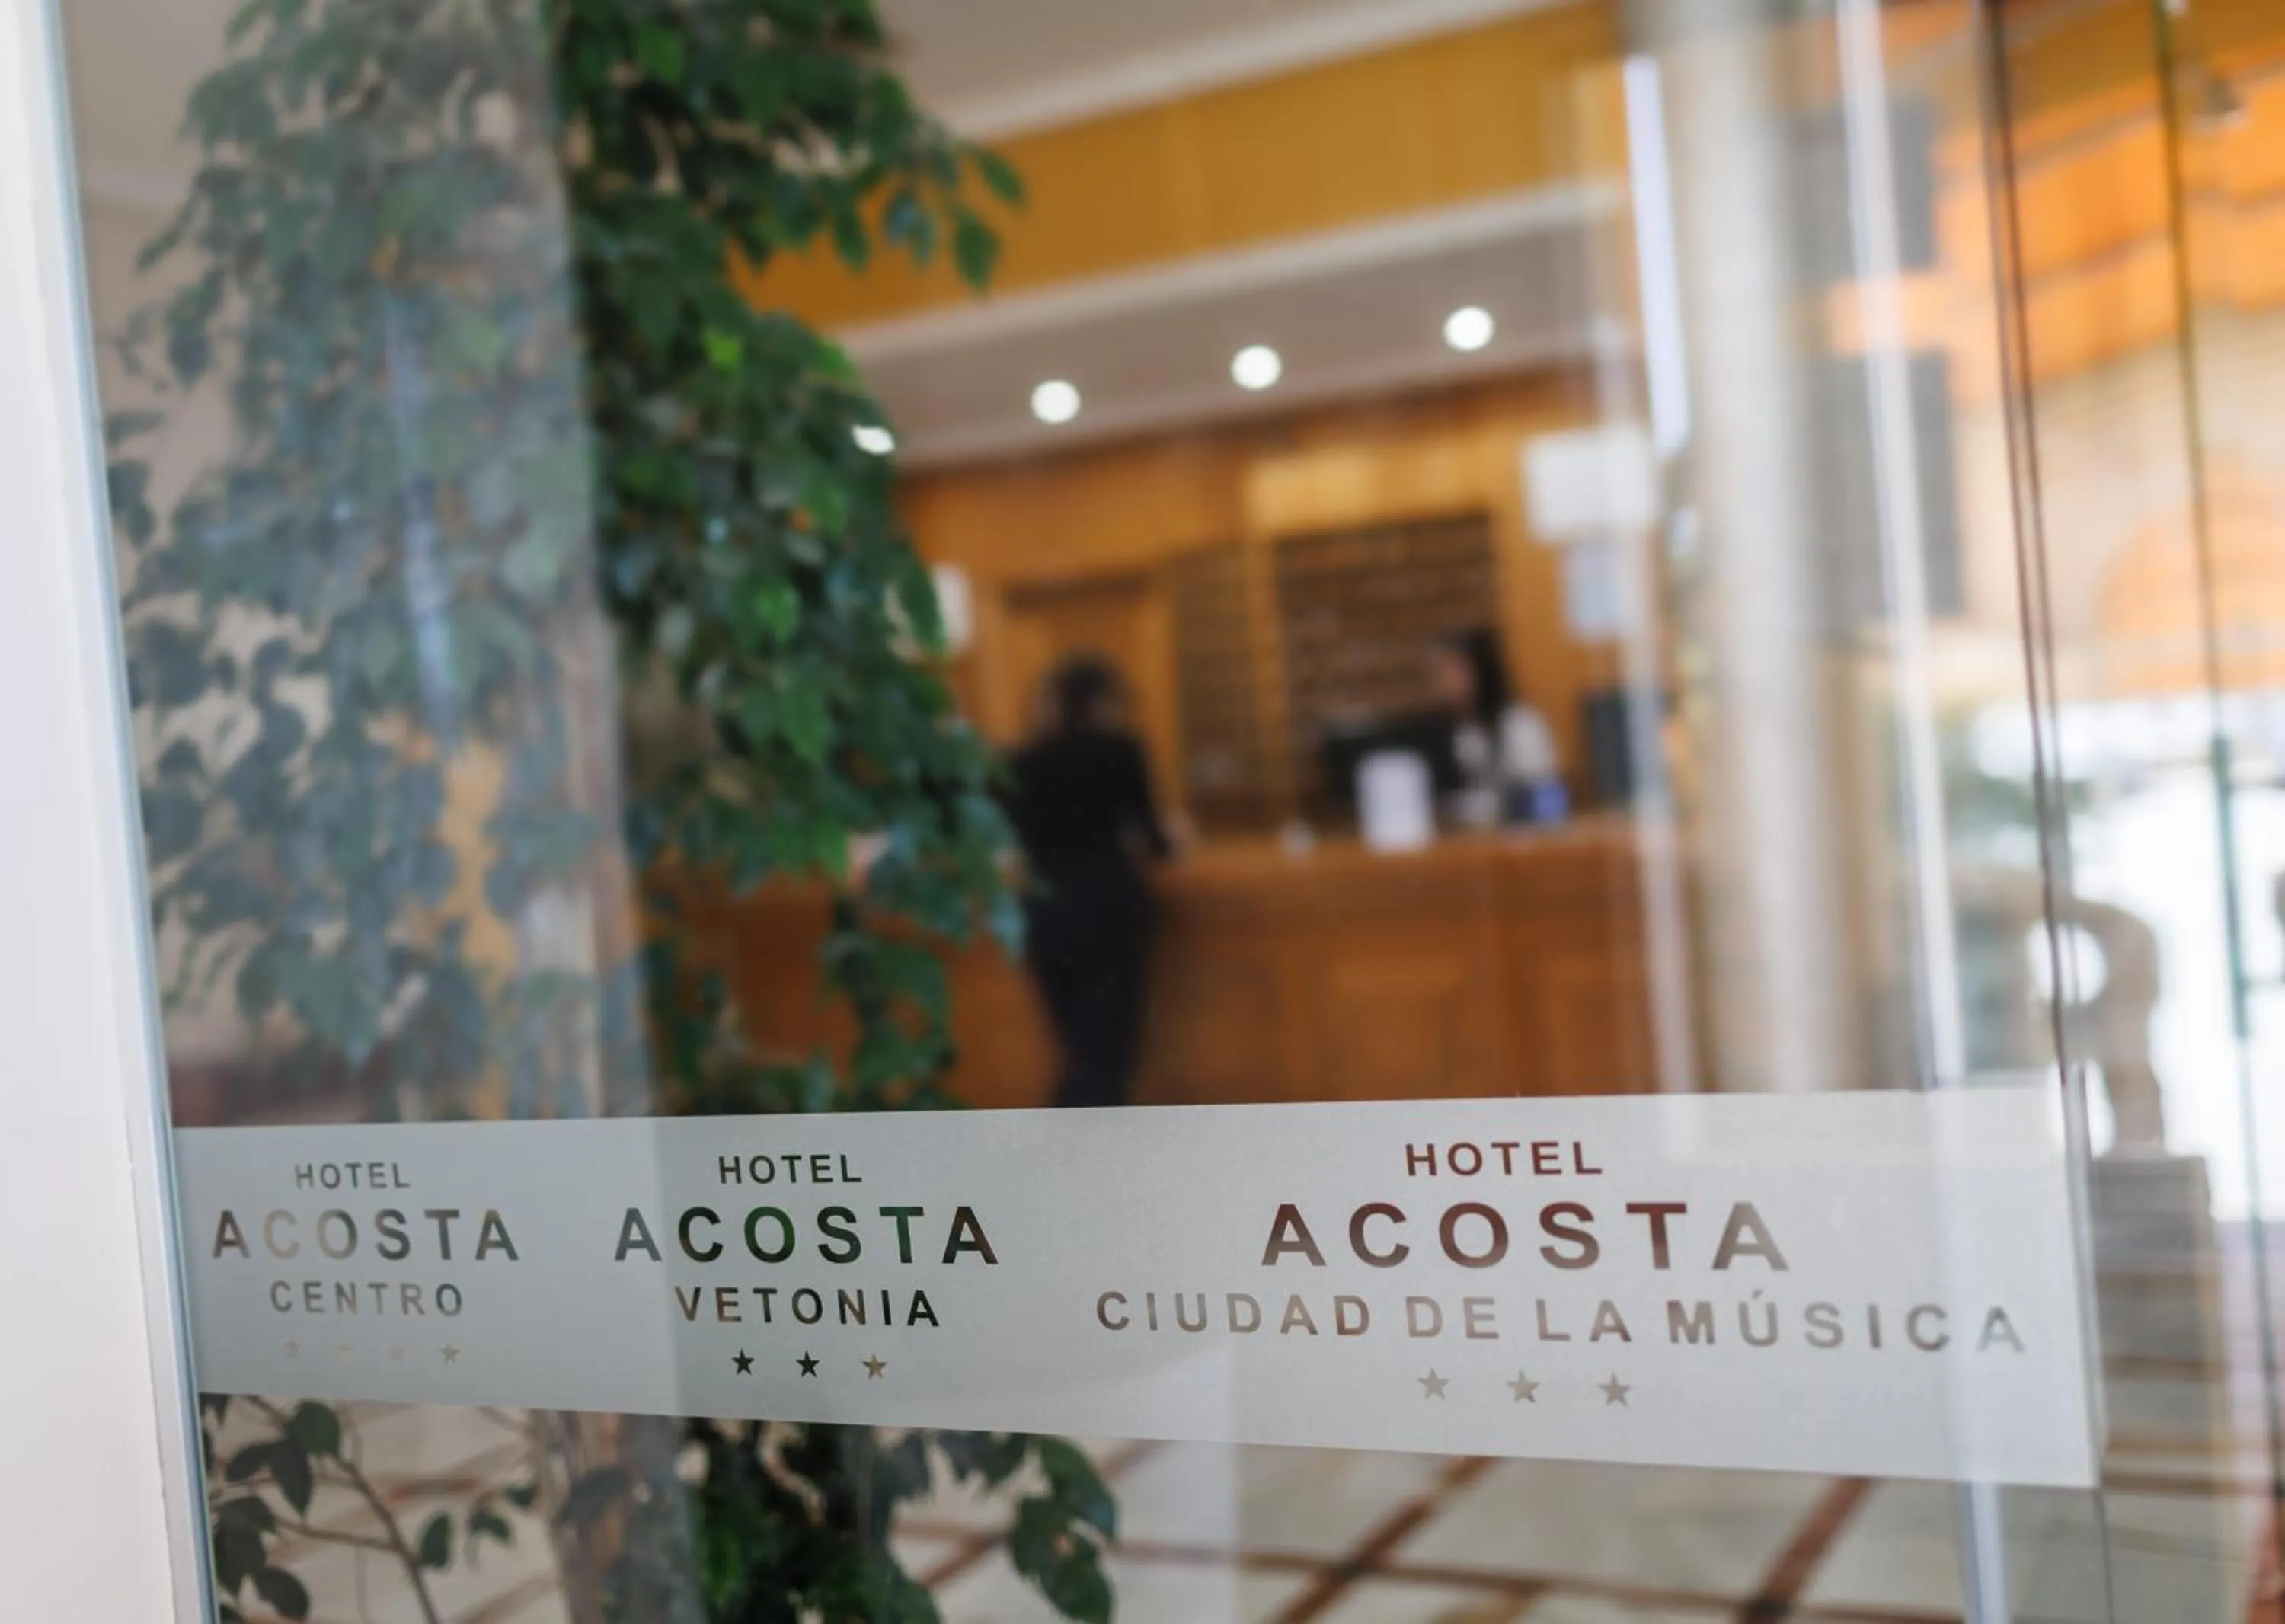 HOTEL
ACOSTA
CENTRO
HOTEL
ACOSTA
VETONIA
HOTEL
ACOSTA
CIUDAD DE LA MÚSICA